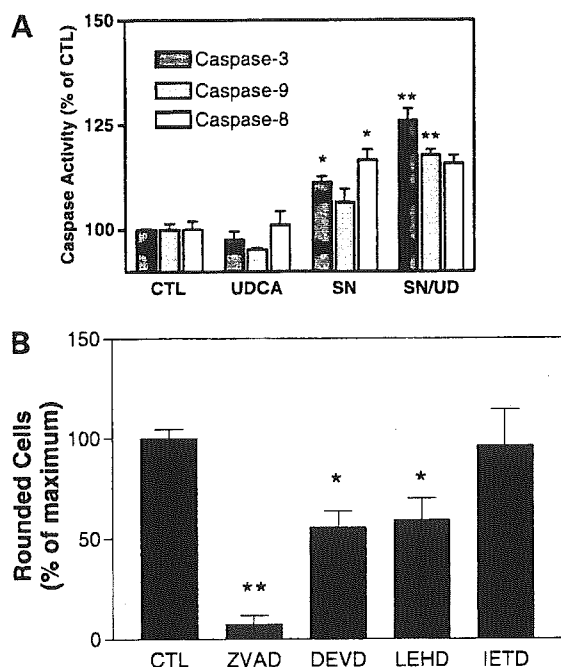 A
Caspase Activity (% of CTL)
150
125
100
Caspase-3
Caspase-9
Caspase-8
*
*
**
**
CTL UDCA SN SN/UD
B
Rounded Cells
(% of maximum)
150
100
50
0
**
*
*
CTL ZVAD DEVD LEHD IETD